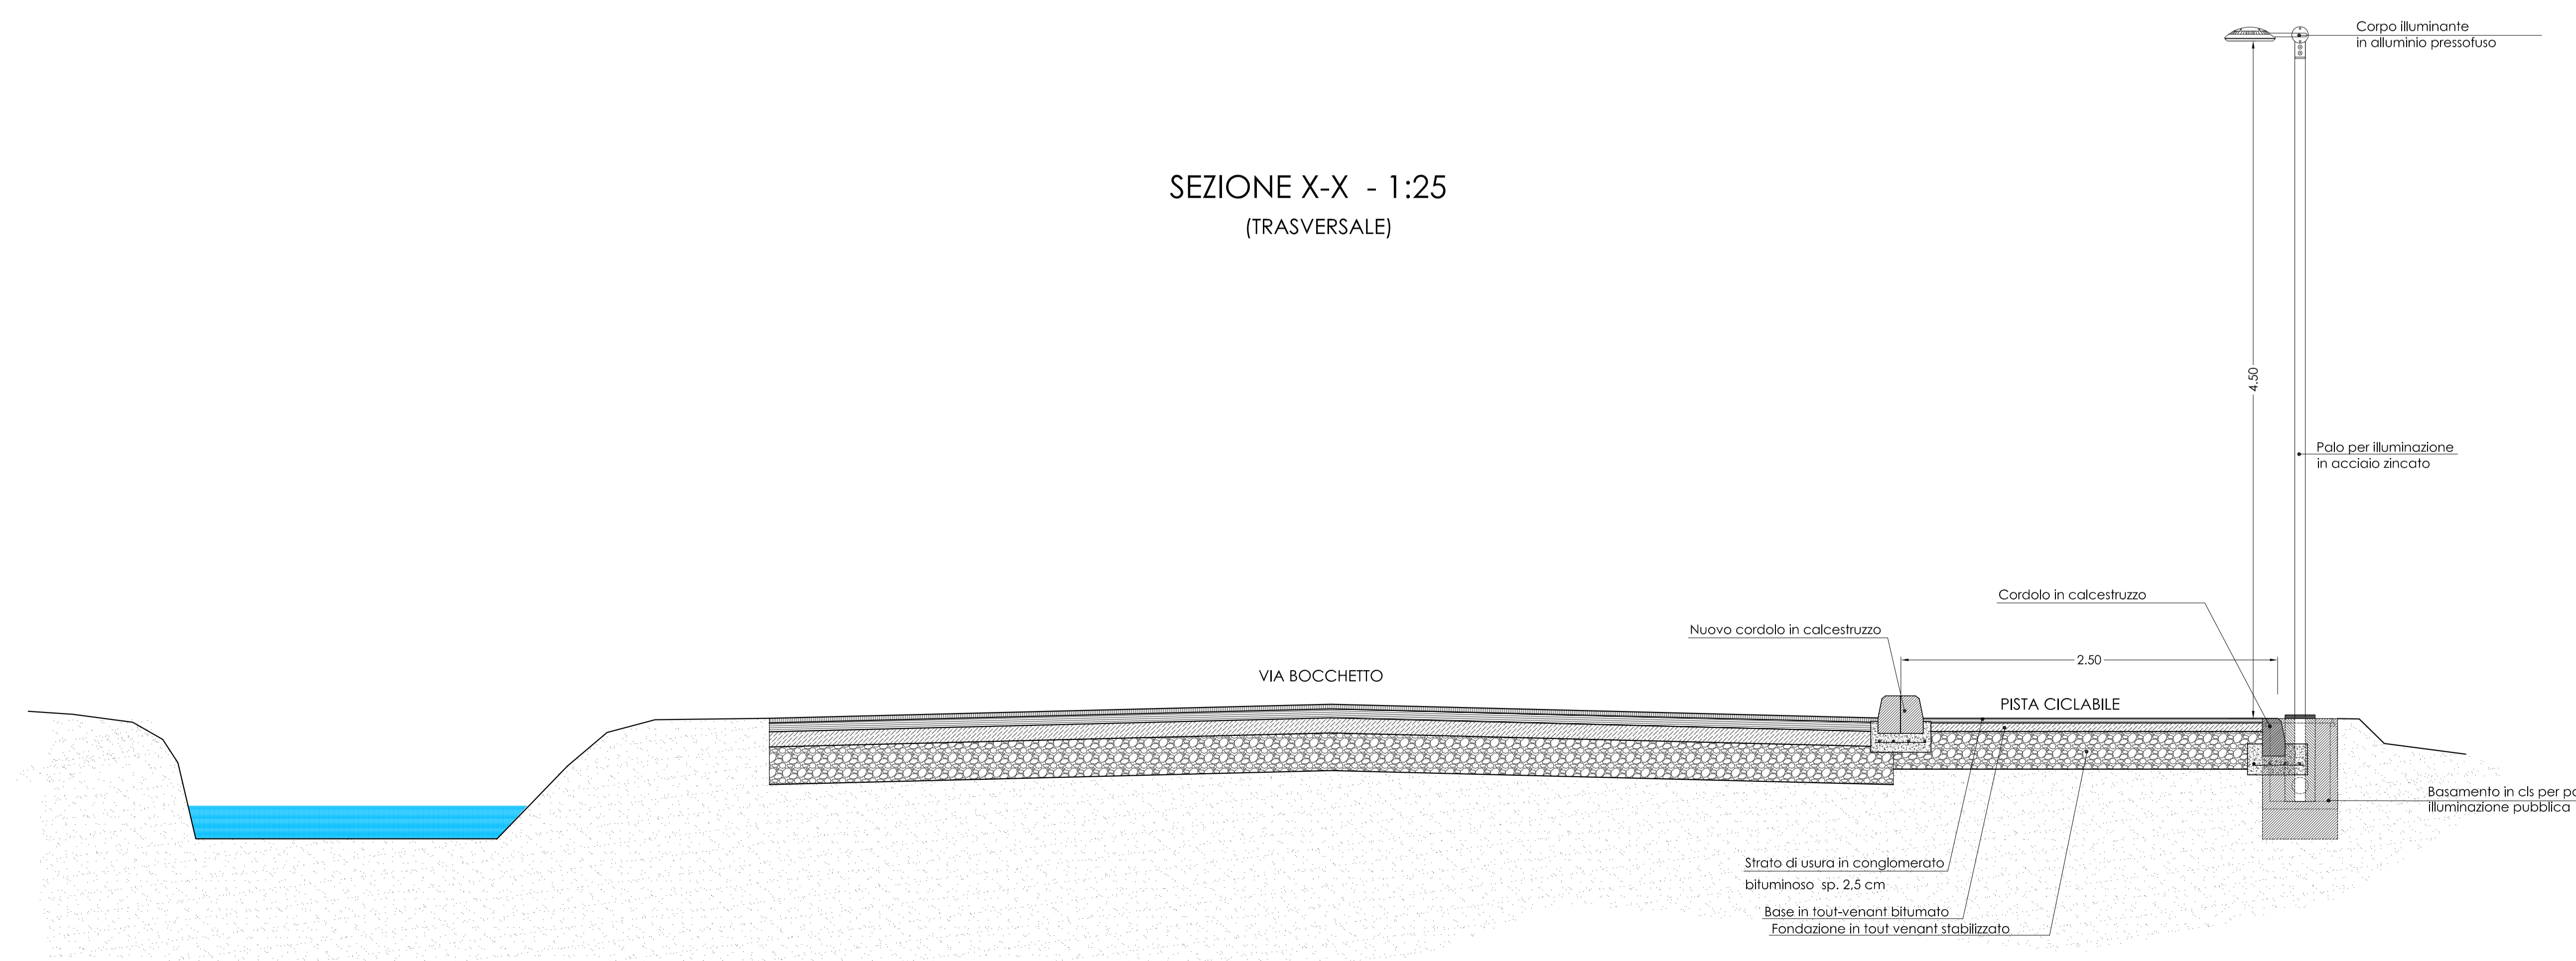 Corpo illuminante
in alluminio pressofuso
SEZIONE X-X - 1:25
(TRASVERSALE)
4.50
Palo per illuminazione
in acciaio zincato
Cordolo in calcestruzzo
Nuovo cordolo in calcestruzzo
2.50
VIA BOCCHETTO
PISTA CICLABILE
Basamento in cls per
illuminazione pubblica
Strato di usura in conglomerato
bituminoso sp. 2,5 cm
Base in tout-venant bitumato
Fondazione in tout venant stabilizzato